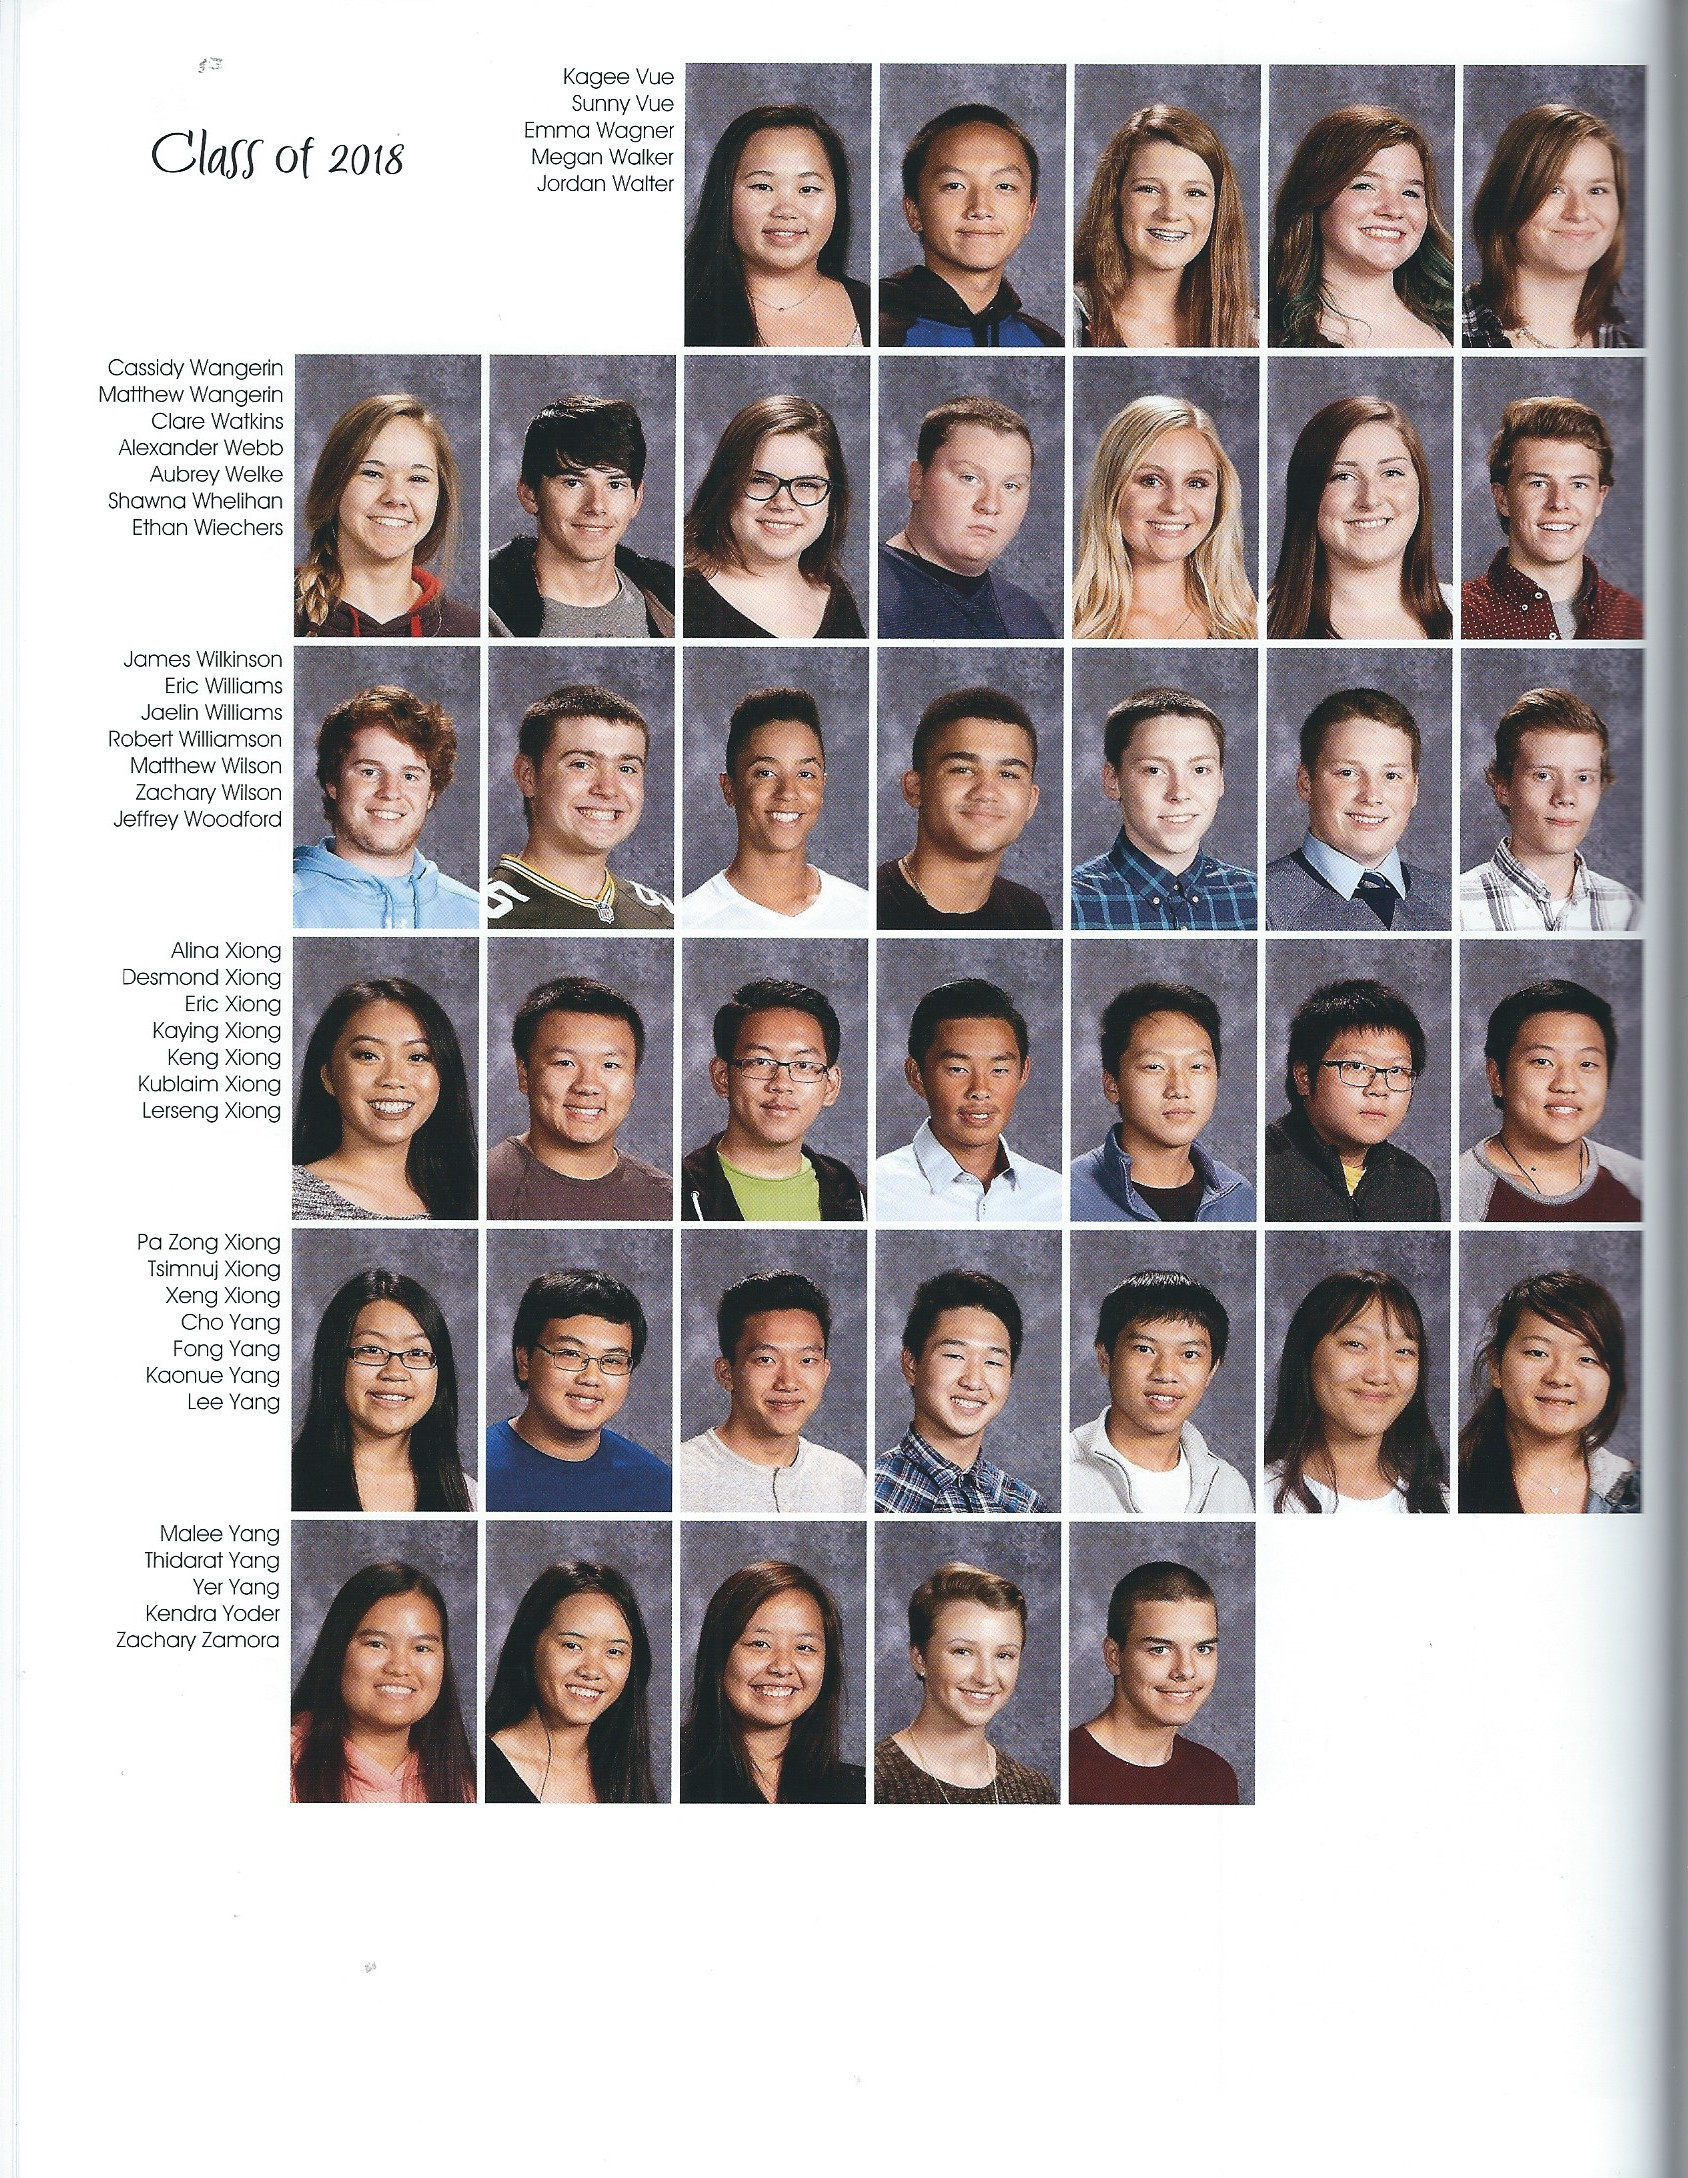 Class of 2018
Kagee Vue
Sunny Vue
Emma Wagner
Megan Walker
Jordan Walter
Cassidy Wangerin
Matthew Wangerin
Clare Watkins
Alexander Webb
Aubrey Welke
Shawna Whelihan
Ethan Wiechers
James Wilkinson
Eric Williams
Jaelin Williams
Robert Williamson
Matthew Wilson
Zachary Wilson
Jeffrey Woodford
Alina Xiong
Desmond Xiong
Eric Xiong
Kaying Xiong
Keng Xiong
Kublaim Xiong
Lerseng Xiong
Pa Zong Xiong
Tsimnuj Xiong
Xeng Xiong
Cho Yang
Fong Yang
Kaonue Yang
Lee Yang
Malee Yang
Thidarat Yang
Yer Yang
Kendra Yoder
Zachary Zamora